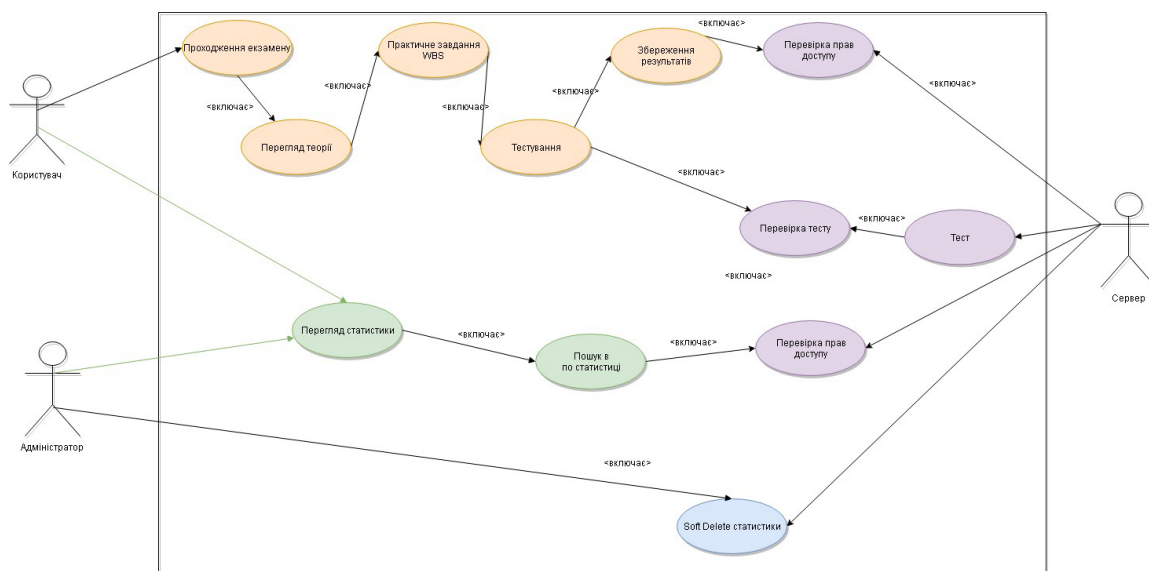 <включає>
Проходження екзамену
Практичне завдання
WBS
Збереження
результатів
Перевірка прав
доступу
<включає>
<включає>
<включає>
<включає>
Перегляд теорії
Тестування
Користувач
<включає>
Перевірка тесту
<включає>
Тест
<включає>
Сервер
Перегляд статистики
<включає>
Пошук в
по статистиці
<включає>
Перевірка прав
доступу
Адміністратор
<включає>
Soft Delete статистики